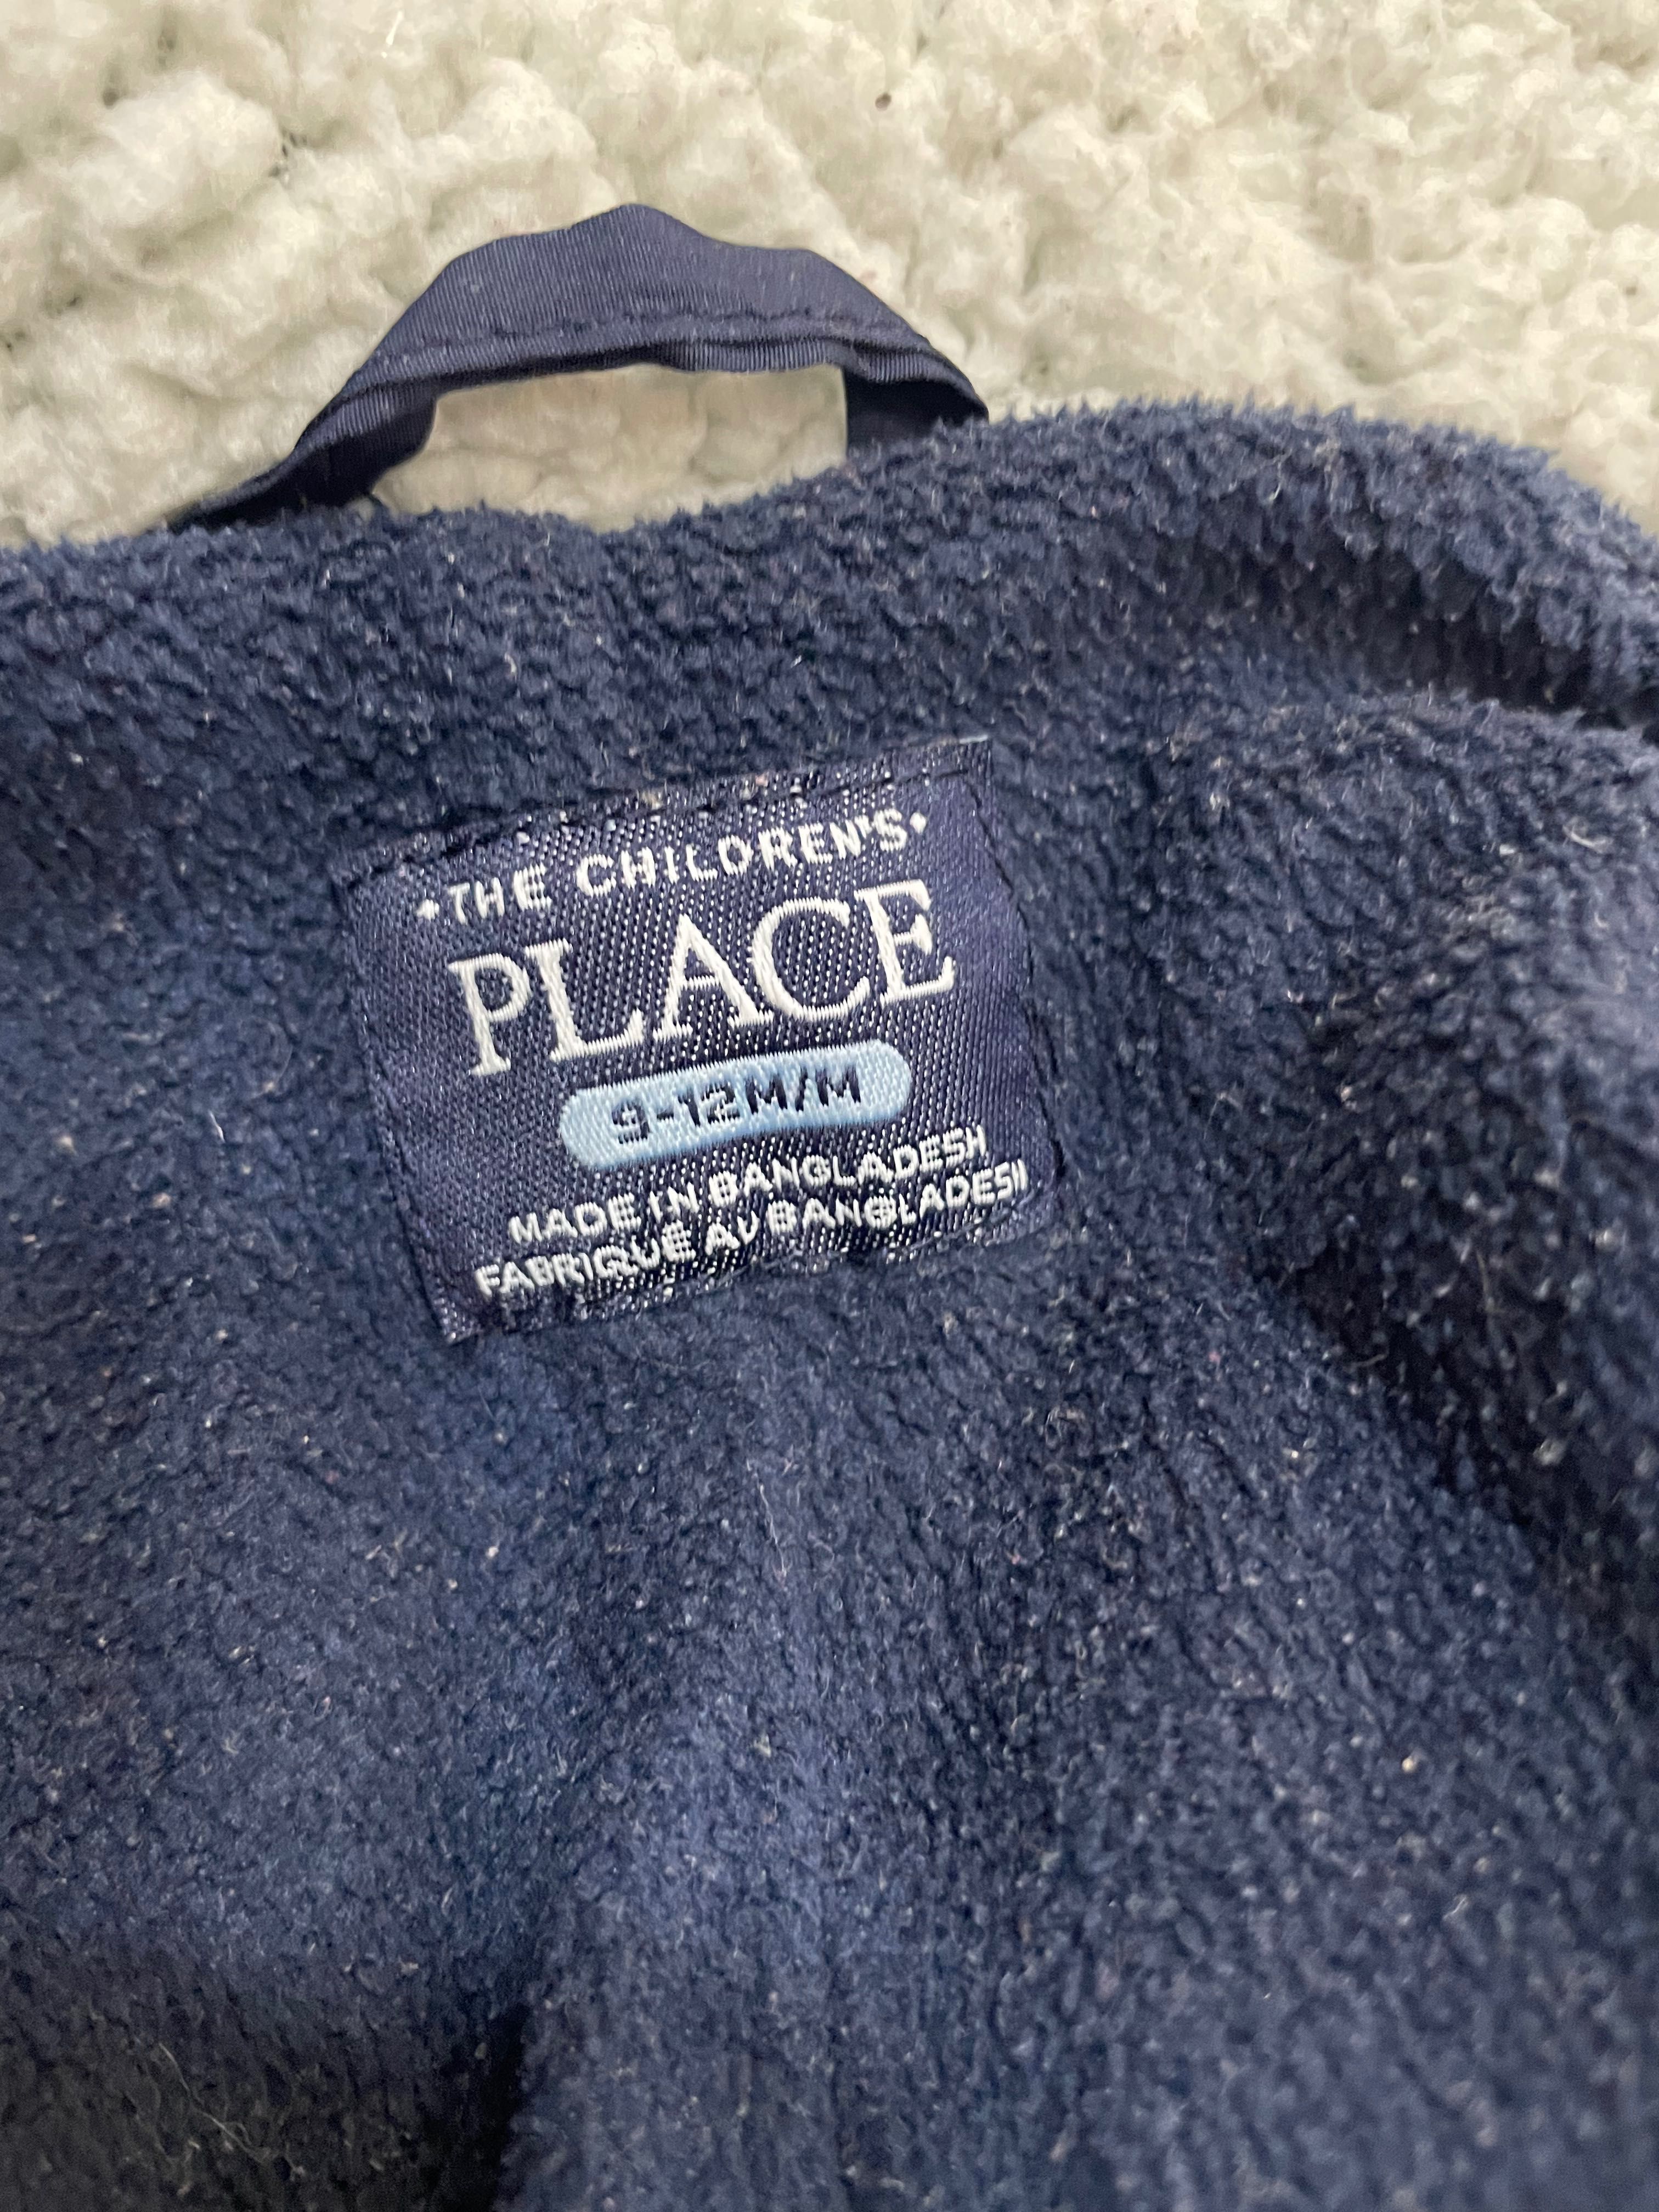 THE CHILDREN'S
PLACE
9-12M/M
MADE IN BANGLADESH
FABRIQUÉ AU BANGLADESH